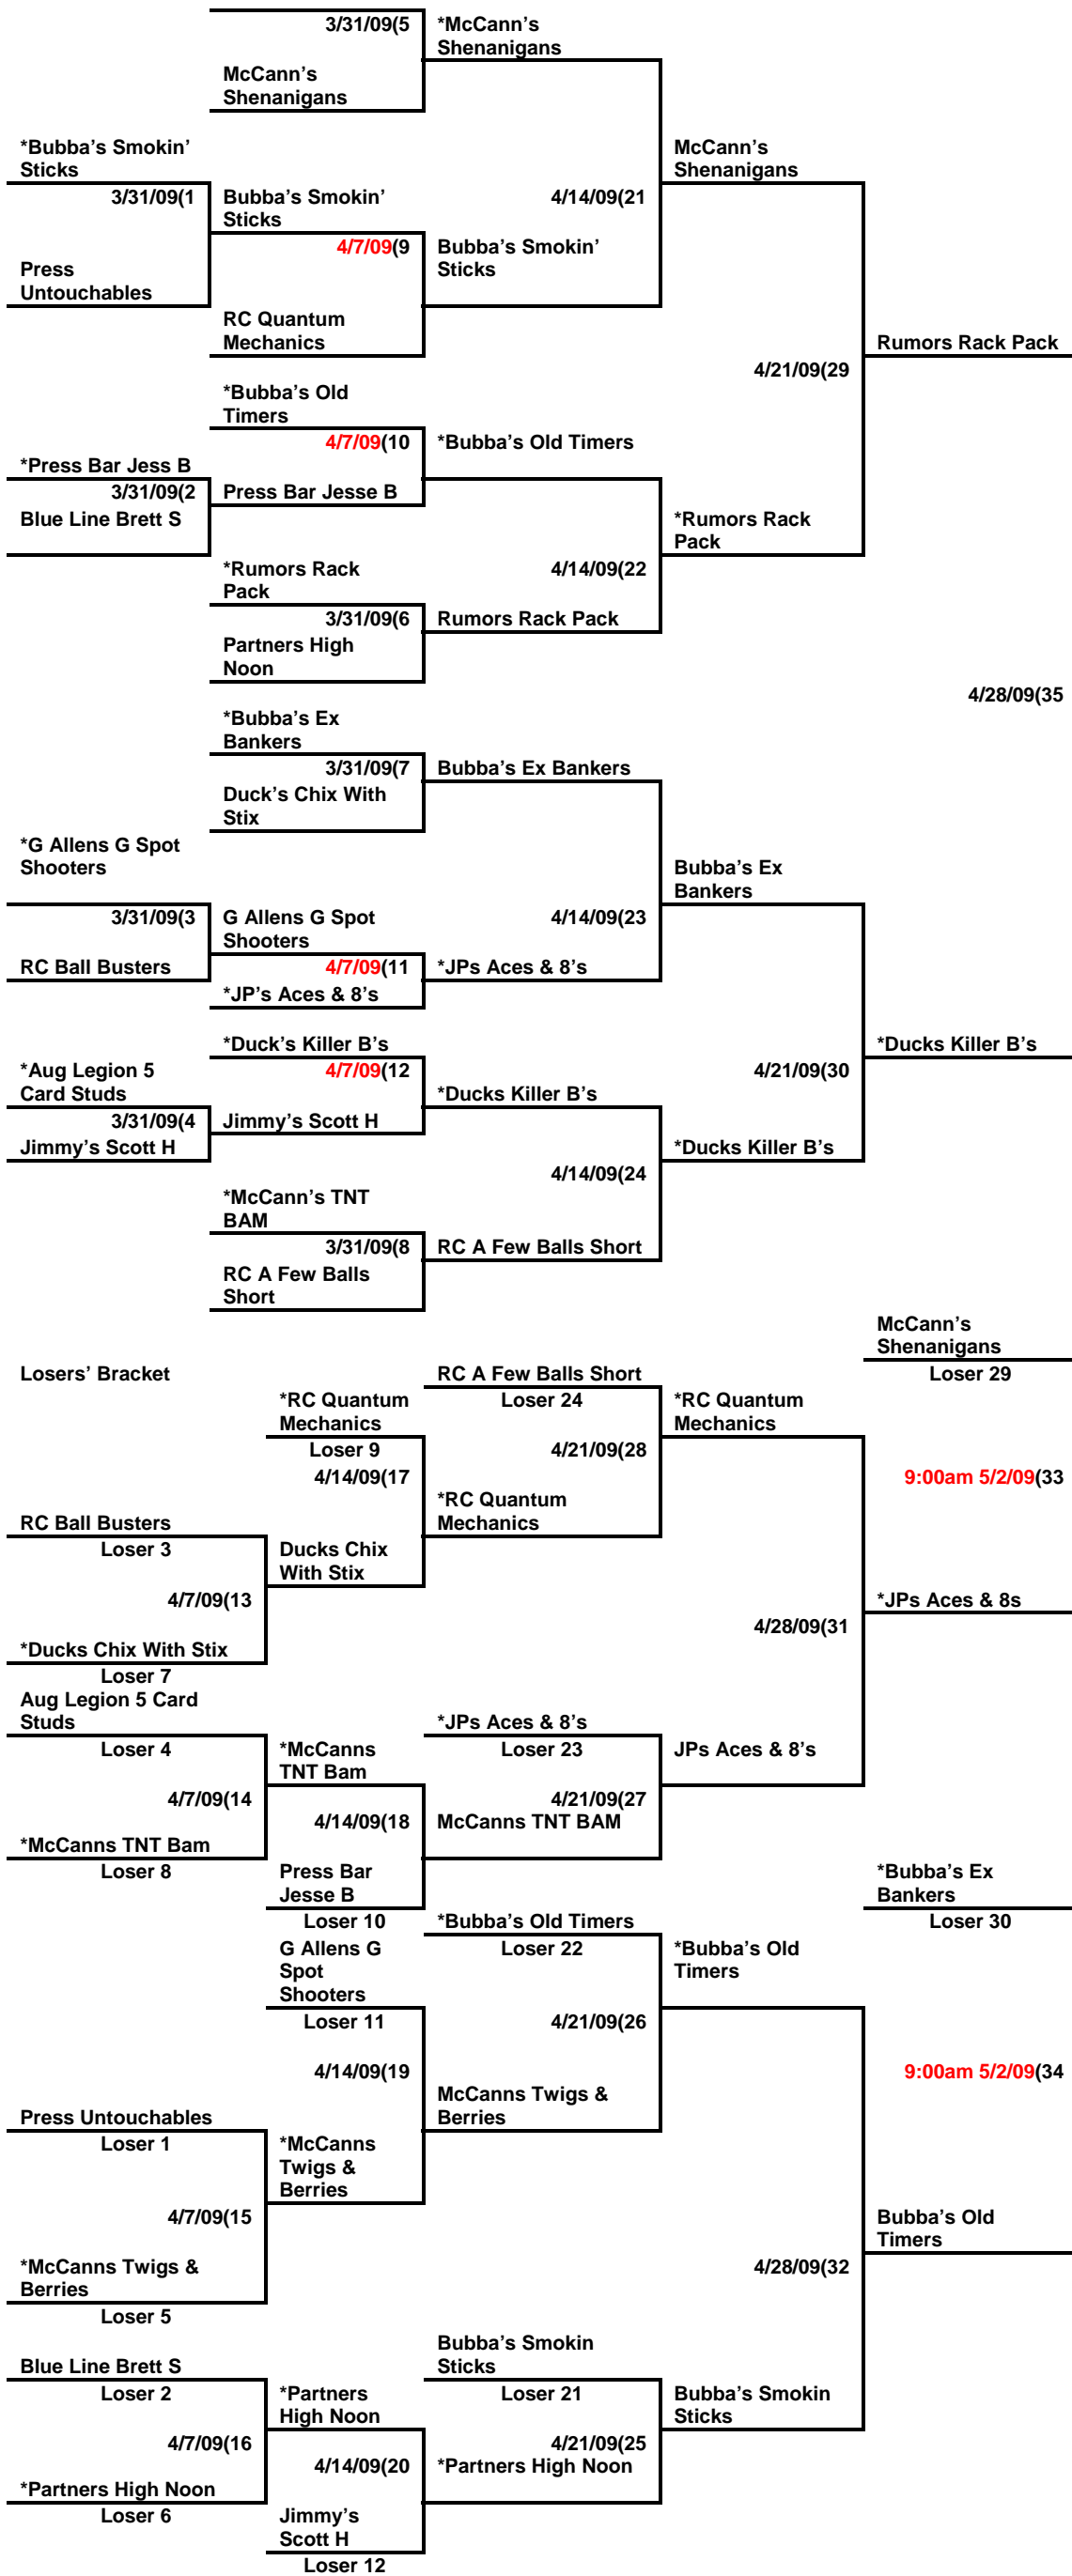 3/31/09(5
*McCann's
Shenanigans
McCann's
Shenanigans
*Bubba's Smokin'
Sticks
McCann's
Shenanigans
3/31/09(1
Bubba's Smokin'
Sticks
4/14/09(21
4/7/09(9
Bubba's Smokin'
Sticks
Press
Untouchables
RC Quantum
Mechanics
Rumors Rack Pack
4/21/09(29
*Bubba's Old
Timers
4/7/09(10
*Bubba's Old Timers
*Press Bar Jess B
3/31/09(2
Press Bar Jesse B
Blue Line Brett S
*Rumors Rack
Pack
*Rumors Rack
Pack
4/14/09(22
3/31/09(6
Rumors Rack Pack
Partners High
Noon
4/28/09(35
*Bubba's Ex
Bankers
3/31/09(7
Bubba's Ex Bankers
Duck's Chix With
Stix
*G Allens G Spot
Shooters
Bubba's Ex
Bankers
3/31/09(3
G Allens G Spot
Shooters
4/14/09(23
RC Ball Busters
4/7/09(11
*JPs Aces & 8's
*JP's Aces & 8's
*Duck's Killer B's
*Ducks Killer B's
*Aug Legion 5
Card Studs
4/7/09(12
4/21/09(30
*Ducks Killer B's
3/31/09(4
Jimmy's Scott H
Jimmy's Scott H
*Ducks Killer B's
4/14/09(24
*McCann's TNT
BAM
3/31/09(8
RC A Few Balls Short
RC A Few Balls
Short
McCann's
Shenanigans
Losers' Bracket
RC A Few Balls Short
Loser 29
*RC Quantum
Mechanics
Loser 24
*RC Quantum
Mechanics
Loser 9
4/21/09(28
4/14/09(17
9:00am 5/2/09(33
*RC Quantum
Mechanics
RC Ball Busters
Loser 3
Ducks Chix
With Stix
4/7/09(13
*JPs Aces & 8s
4/28/09(31
*Ducks Chix With Stix
Loser 7
Aug Legion 5 Card
Studs
*JPs Aces & 8's
Loser 4
*McCanns
TNT Bam
Loser 23
JPs Aces & 8's
4/7/09(14
4/21/09(27
4/14/09(18
McCanns TNT BAM
*McCanns TNT Bam
Loser 8
Press Bar
Jesse B
*Bubba's Ex
Bankers
Loser 10
*Bubba's Old Timers
Loser 30
G Allens G
Spot
Shooters
Loser 22
*Bubba's Old
Timers
Loser 11
4/21/09(26
4/14/09(19
9:00am 5/2/09(34
McCanns Twigs &
Berries
Press Untouchables
Loser 1
*McCanns
Twigs &
Berries
4/7/09(15
Bubba's Old
Timers
*McCanns Twigs &
Berries
4/28/09(32
Loser 5
Bubba's Smokin
Sticks
Blue Line Brett S
Loser 2
*Partners
High Noon
Loser 21
Bubba's Smokin
Sticks
4/7/09(16
4/21/09(25
4/14/09(20
*Partners High Noon
*Partners High Noon
Loser 6
Jimmy's
Scott H
Loser 12